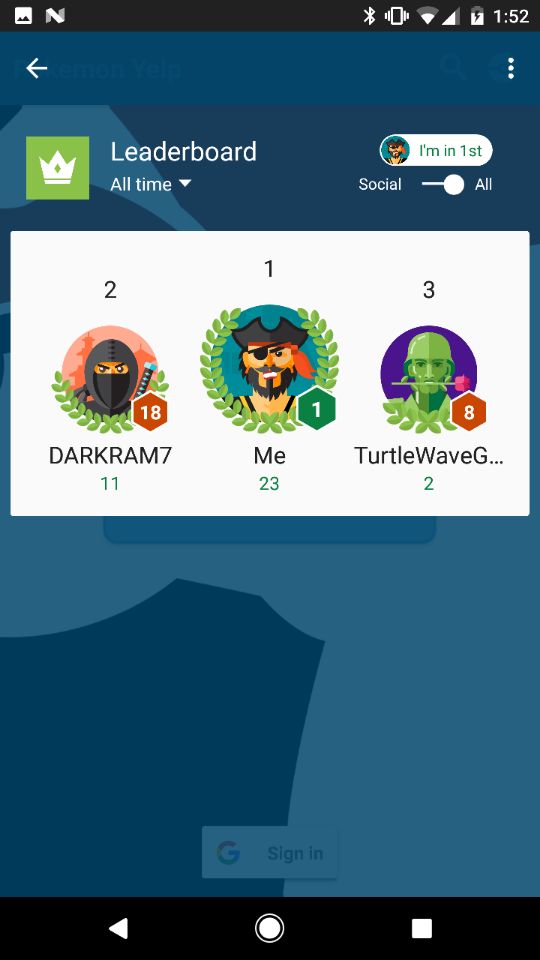 1:52
Pokemon Yelp
Leaderboard
I'm in 1st
All time
Social
All
1
2
3
18
1
8
DARKRAM7
Me
TurtleWaveG...
11
23
2
Sign in